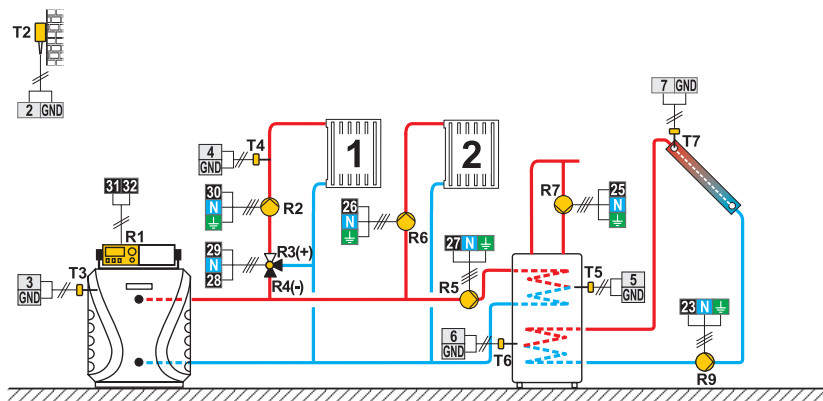 T2
2 GND
7 GND
T7
4
GND
T4
1
2
31 32
30
N
R2
26
N
R6
R7
25
N
R1
29
N
28
R3(+)
R4(-)
27 N
R5
3
GND
T3
T5
5
GND
6
GND
T6
23 N
R9